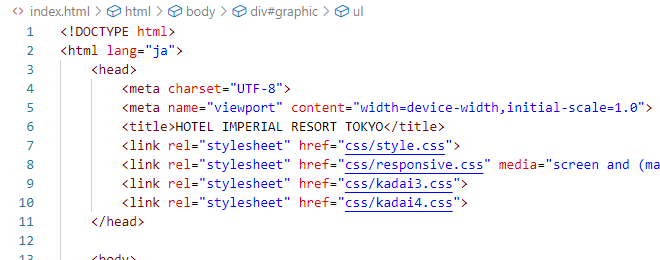 index.html > html > body > div#graphic > ul
1 <!DOCTYPE html>
2 <html lang="ja">
3 <head>
4 <meta charset="UTF-8">
5 <meta name="viewport" content="width=device-width,initial-scale=1.0">
6 <title>HOTEL IMPERIAL RESORT TOKYO</title>
7 <link rel="stylesheet" href="css/style.css">
8 <link rel="stylesheet" href="css/responsive.css" media="screen and (ma
9 <link rel="stylesheet" href="css/kadai3.css">
10 <link rel="stylesheet" href="css/kadai4.css">
11 </head>
12
13 <body>